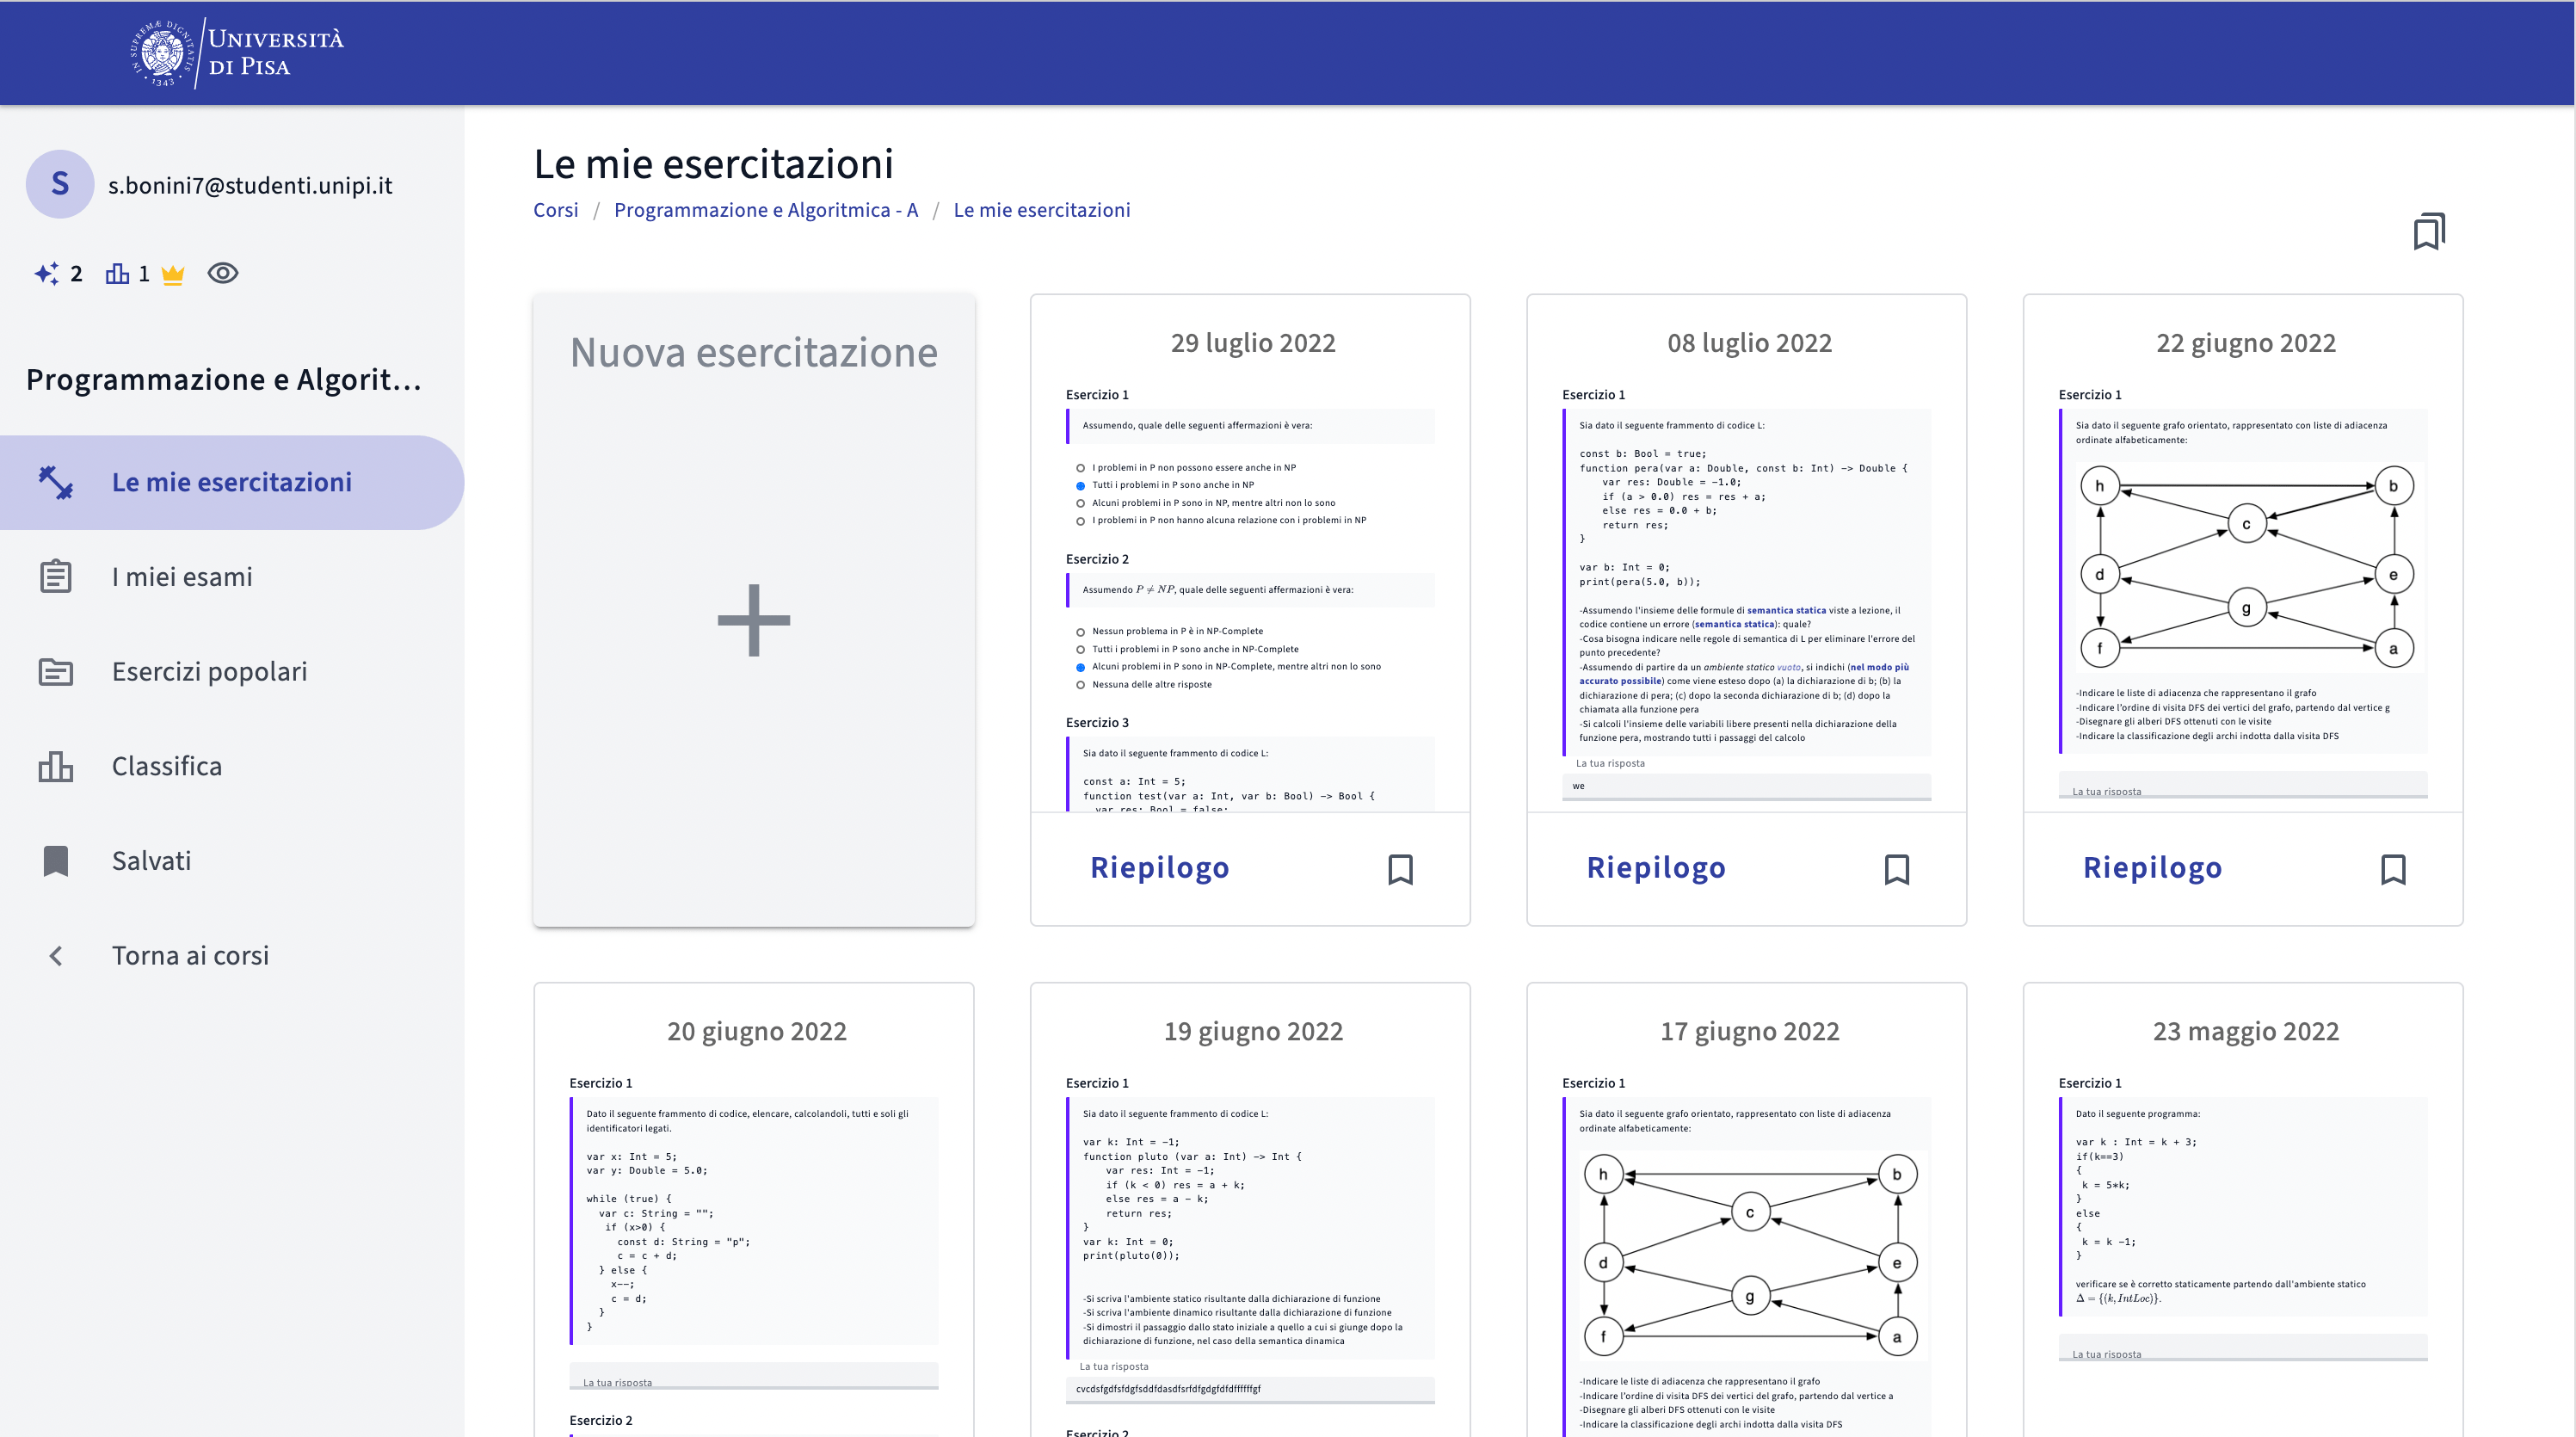 IN SUPREMÆ DIGNITATIS
1343
UNIVERSITÀ
DI PISA
S
s.bonini7@studenti.unipi.it
2
1
Programmazione e Algorit...
Le mie esercitazioni
I miei esami
Esercizi popolari
Classifica
Salvati
Torna ai corsi
Le mie esercitazioni
Corsi / Programmazione e Algoritmica - A / Le mie esercitazioni
Nuova esercitazione
29 luglio 2022
Esercizio 1
Assumendo, quale delle seguenti affermazioni è vera:
I problemi in P non possono essere anche in NP
Tutti i problemi in P sono anche in NP
Alcuni problemi in P sono in NP, mentre altri non lo sono
I problemi in P non hanno alcuna relazione con i problemi in NP
Esercizio 2
Assumendo P ≠ NP, quale delle seguenti affermazioni è vera:
Nessun problema in P è in NP-Complete
Tutti i problemi in P sono anche in NP-Complete
Alcuni problemi in P sono in NP-Complete, mentre altri non lo sono
Nessuna delle altre risposte
Esercizio 3
Sia dato il seguente frammento di codice L:
const a: Int = 5;
function test(var a: Int, var b: Bool) -> Bool {
var res: Bool = false;
Riepilogo
08 luglio 2022
Esercizio 1
Sia dato il seguente frammento di codice L:
const b: Bool = true;
function pera(var a: Double, const b: Int) -> Double {
var res: Double = -1.0;
if (a > 0.0) res = res + a;
else res = 0.0 + b;
return res;
}
var b: Int = 0;
print(pera(5.0, b));
-Assumendo l'insieme delle formule di semantica statica viste a lezione, il
codice contiene un errore (semantica statica): quale?
-Cosa bisogna indicare nelle regole di semantica di L per eliminare l'errore del
punto precedente?
-Assumendo di partire da un ambiente statico vuoto, si indichi (nel modo più
accurato possibile) come viene esteso dopo (a) la dichiarazione di b; (b) la
dichiarazione di pera; (c) dopo la seconda dichiarazione di b; (d) dopo la
chiamata alla funzione pera
-Si calcoli l'insieme delle variabili libere presenti nella dichiarazione della
funzione pera, mostrando tutti i passaggi del calcolo
La tua risposta
we
Riepilogo
22 giugno 2022
Esercizio 1
Sia dato il seguente grafo orientato, rappresentato con liste di adiacenza
ordinate alfabeticamente:
h b
c
d e
g
f a
-Indicare le liste di adiacenza che rappresentano il grafo
-Indicare l'ordine di visita DFS dei vertici del grafo, partendo dal vertice g
-Disegnare gli alberi DFS ottenuti con le visite
-Indicare la classificazione degli archi indotta dalla visita DFS
La tua risposta
Riepilogo
20 giugno 2022
Esercizio 1
Dato il seguente frammento di codice, elencare, calcolandoli, tutti e soli gli
identificatori legati.
var x: Int = 5;
var y: Double = 5.0;
while (true) {
var c: String = "";
if (x>0) {
const d: String = "p";
c = c + d;
} else {
x--;
c = d;
}
}
La tua risposta
Esercizio 2
19 giugno 2022
Esercizio 1
Sia dato il seguente frammento di codice L:
var k: Int = -1;
function pluto (var a: Int) -> Int {
var res: Int = -1;
if (k < 0) res = a + k;
else res = a - k;
return res;
}
var k: Int = 0;
print(pluto(0));
-Si scriva l'ambiente statico risultante dalla dichiarazione di funzione
-Si scriva l'ambiente dinamico risultante dalla dichiarazione di funzione
-Si dimostri il passaggio dallo stato iniziale a quello a cui si giunge dopo la
dichiarazione di funzione, nel caso della semantica dinamica
La tua risposta
cvcdsfgdfsfdgfsddfdasdfsrfdfgdgfdfdffffffgf
Esercizio 2
17 giugno 2022
Esercizio 1
Sia dato il seguente grafo orientato, rappresentato con liste di adiacenza
ordinate alfabeticamente:
h b
c
d e
g
f a
-Indicare le liste di adiacenza che rappresentano il grafo
-Indicare l'ordine di visita DFS dei vertici del grafo, partendo dal vertice a
-Disegnare gli alberi DFS ottenuti con le visite
-Indicare la classificazione degli archi indotta dalla visita DFS
23 maggio 2022
Esercizio 1
Dato il seguente programma:
var k : Int = k + 3;
if(k==3)
{
k = 5*k;
}
else
{
k = k -1;
}
verificare se è corretto staticamente partendo dall'ambiente statico
Δ = {(k, IntLoc)}.
La tua risposta